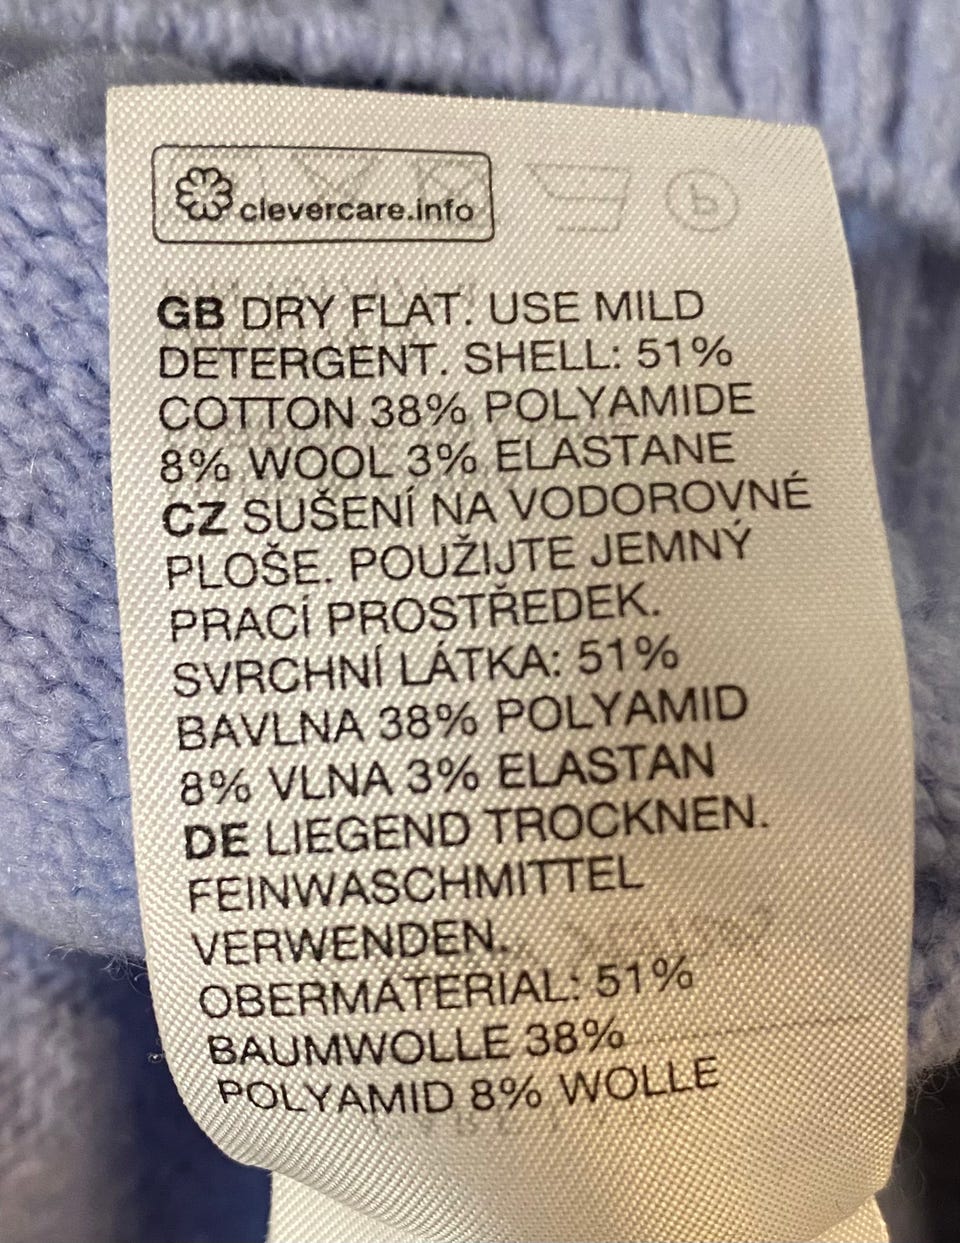 clevercare.info
GB DRY FLAT. USE MILD
DETERGENT. SHELL: 51%
COTTON 38% POLYAMIDE
8% WOOL 3% ELASTANE
CZ SUŠENÍ NA VODOROVNÉ
PLOŠE. POUŽIJTE JEMNÝ
PRACÍ PROSTŘEDEK.
SVRCHNÍ LÁTKA: 51%
BAVLNA 38% POLYAMID
8% VLNA 3% ELASTAN
DE LIEGEND TROCKNEN.
FEINWASCHMITTEL
VERWENDEN.
OBERMATERIAL: 51%
BAUMWOLLE 38%
POLYAMID 8% WOLLE